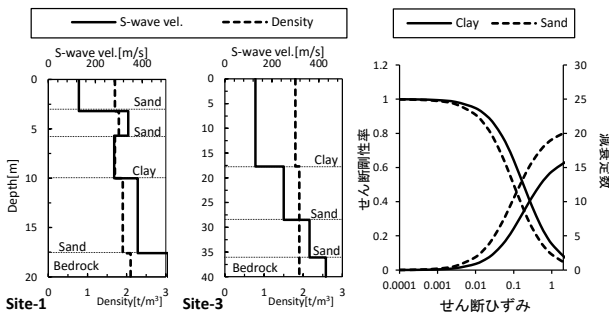 S-wave vel. Density
Clay Sand
S-wave vel.[m/s]
0 200 400
Depth[m]
0
5
10
15
20
Sand
Sand
Clay
Sand
Bedrock
0 1 2 3
Density[t/m³]
Site-1
S-wave vel.[m/s]
0 200 400
0
5
10
15
20
25
30
35
40
Clay
Sand
Sand
Bedrock
0 1 2 3
Density[t/m³]
Site-3
せん断剛性率
1.2
1
0.8
0.6
0.4
0.2
0
30
25
20
15
10
5
0
減衰定数
0.0001 0.001 0.01 0.1 1
せん断ひずみ